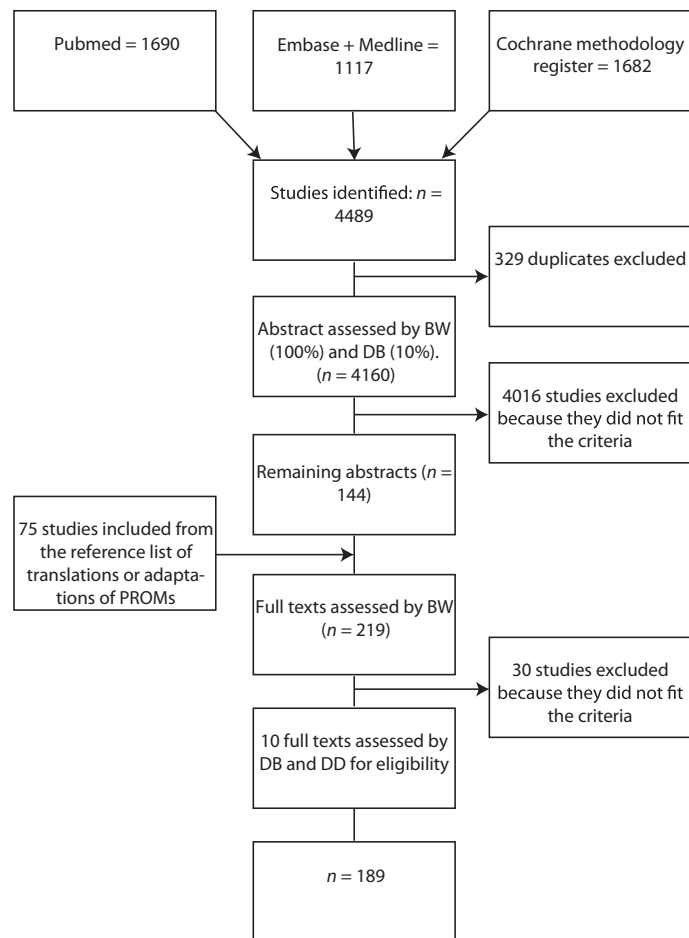 Pubmed = 1690
Embase + Medline =
1117
Cochrane methodology
register = 1682
Studies identified: n =
4489
329 duplicates excluded
Abstract assessed by BW
(100%) and DB (10%).
(n = 4160)
4016 studies excluded
because they did not fit
the criteria
Remaining abstracts (n =
144)
75 studies included from
the reference list of
translations or adapta-
tions of PROMs
Full texts assessed by BW
(n = 219)
30 studies excluded
because they did not fit
the criteria
10 full texts assessed by
DB and DD for eligibility
n = 189